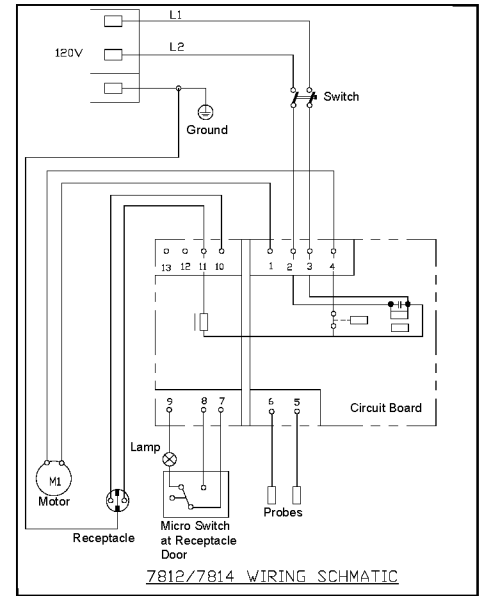 L1
L2
120V
Switch
Ground
13 12 11 10 1 2 3 4
9 8 7 6 5
Circuit Board
Lamp
M1
Motor
Probes
Receptacle
Micro Switch
at Receptacle
Door
7812/7814 WIRING SCHMATIC